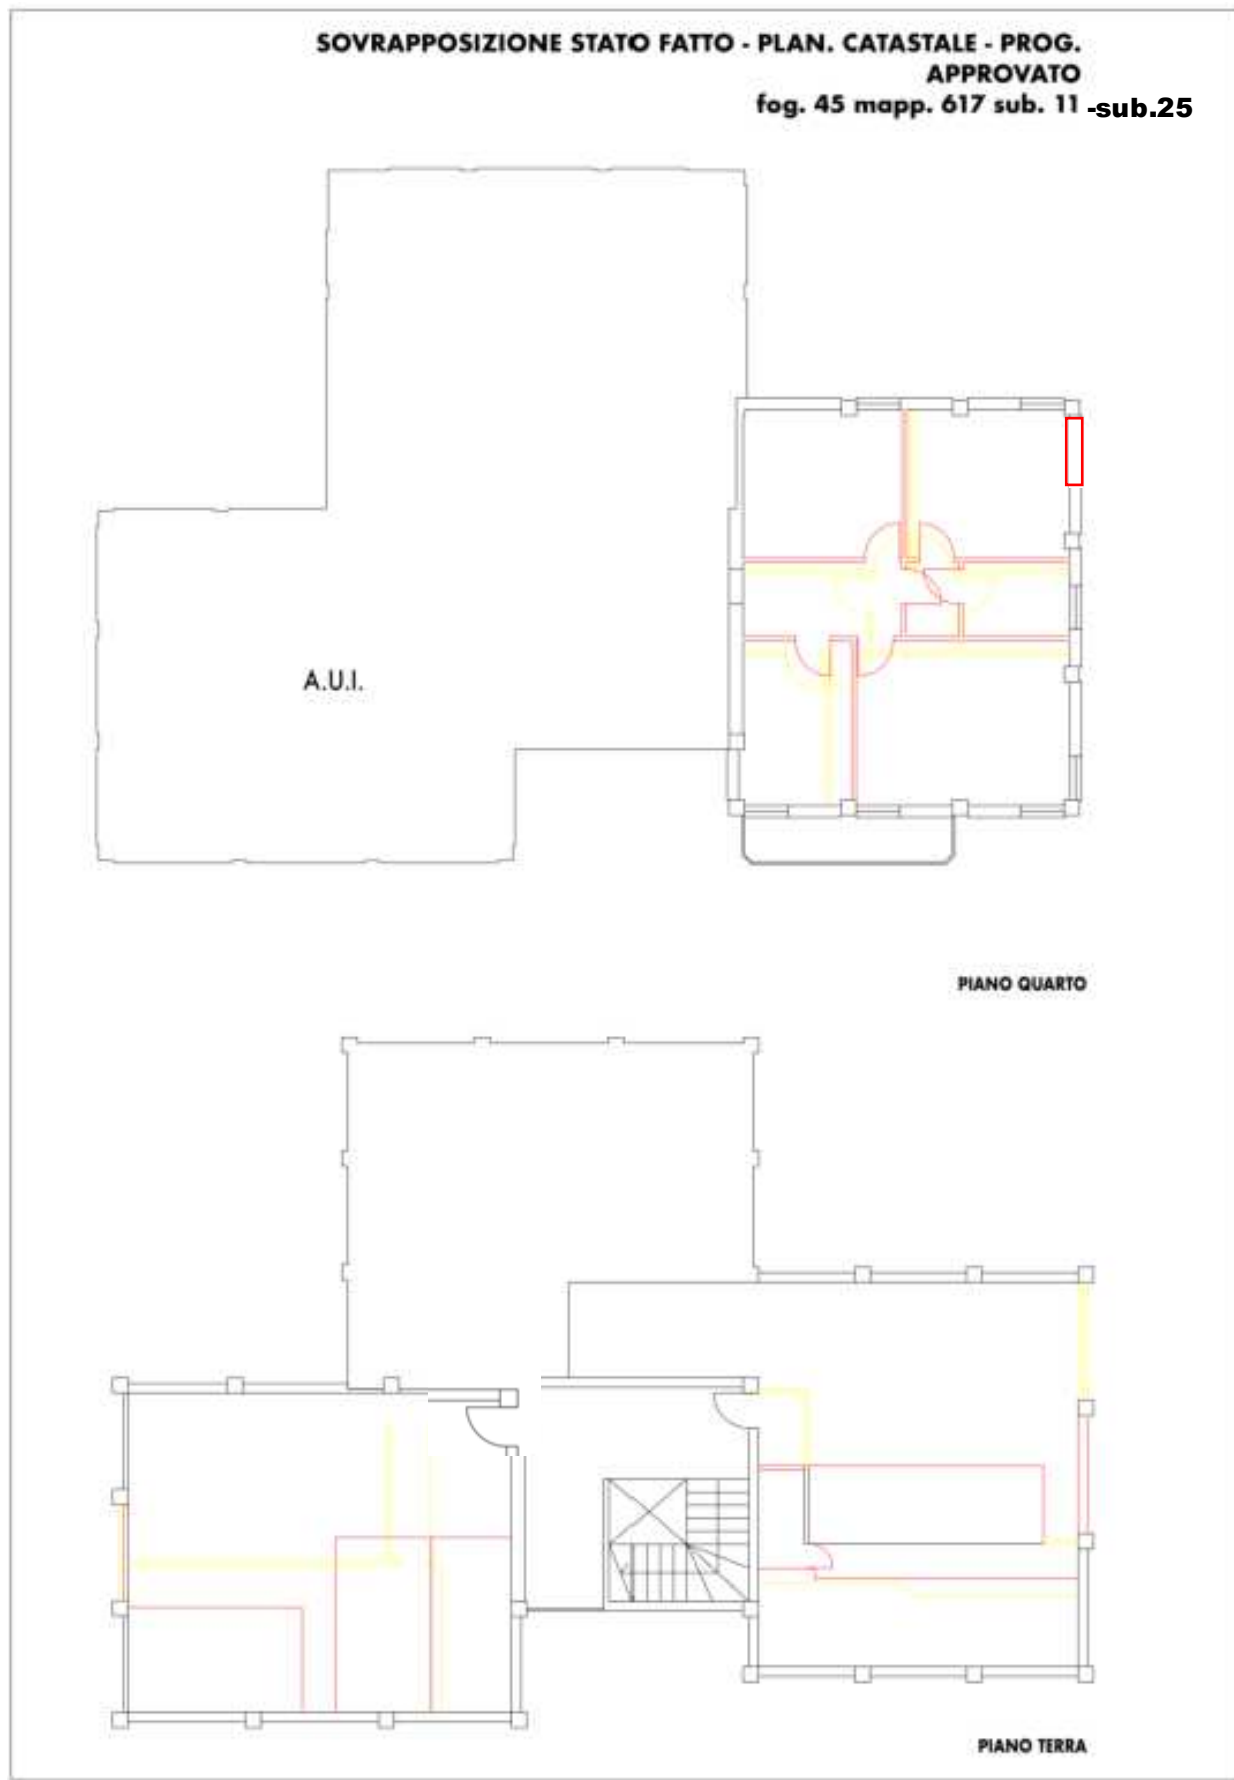 SOVRAPPOSIZIONE STATO FATTO - PLAN. CATASTALE - PROG.
APPROVATO
fog. 45 mapp. 617 sub. 11 -sub.25
A.U.I.
PIANO QUARTO
PIANO TERRA